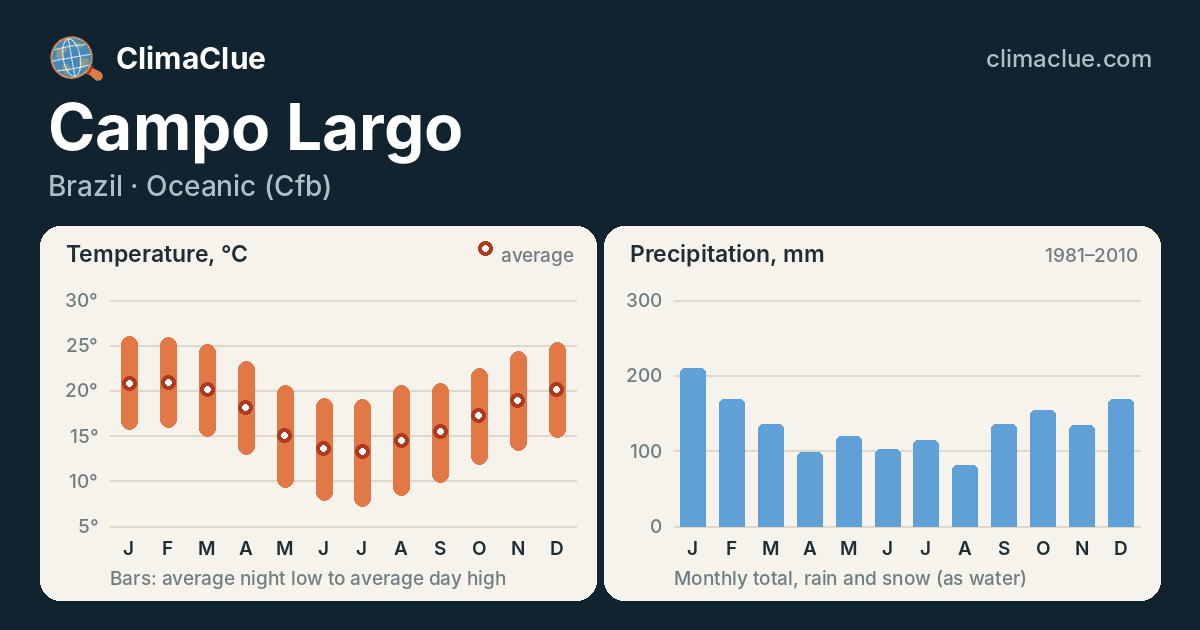 ClimaClue
climaclue.com
Campo Largo
Brazil · Oceanic (Cfb)
Temperature, °C
average
30°
25°
20°
15°
10°
5°
J F M A M J J A S O N D
Bars: average night low to average day high
Precipitation, mm
1981–2010
300
200
100
0
J F M A M J J A S O N D
Monthly total, rain and snow (as water)